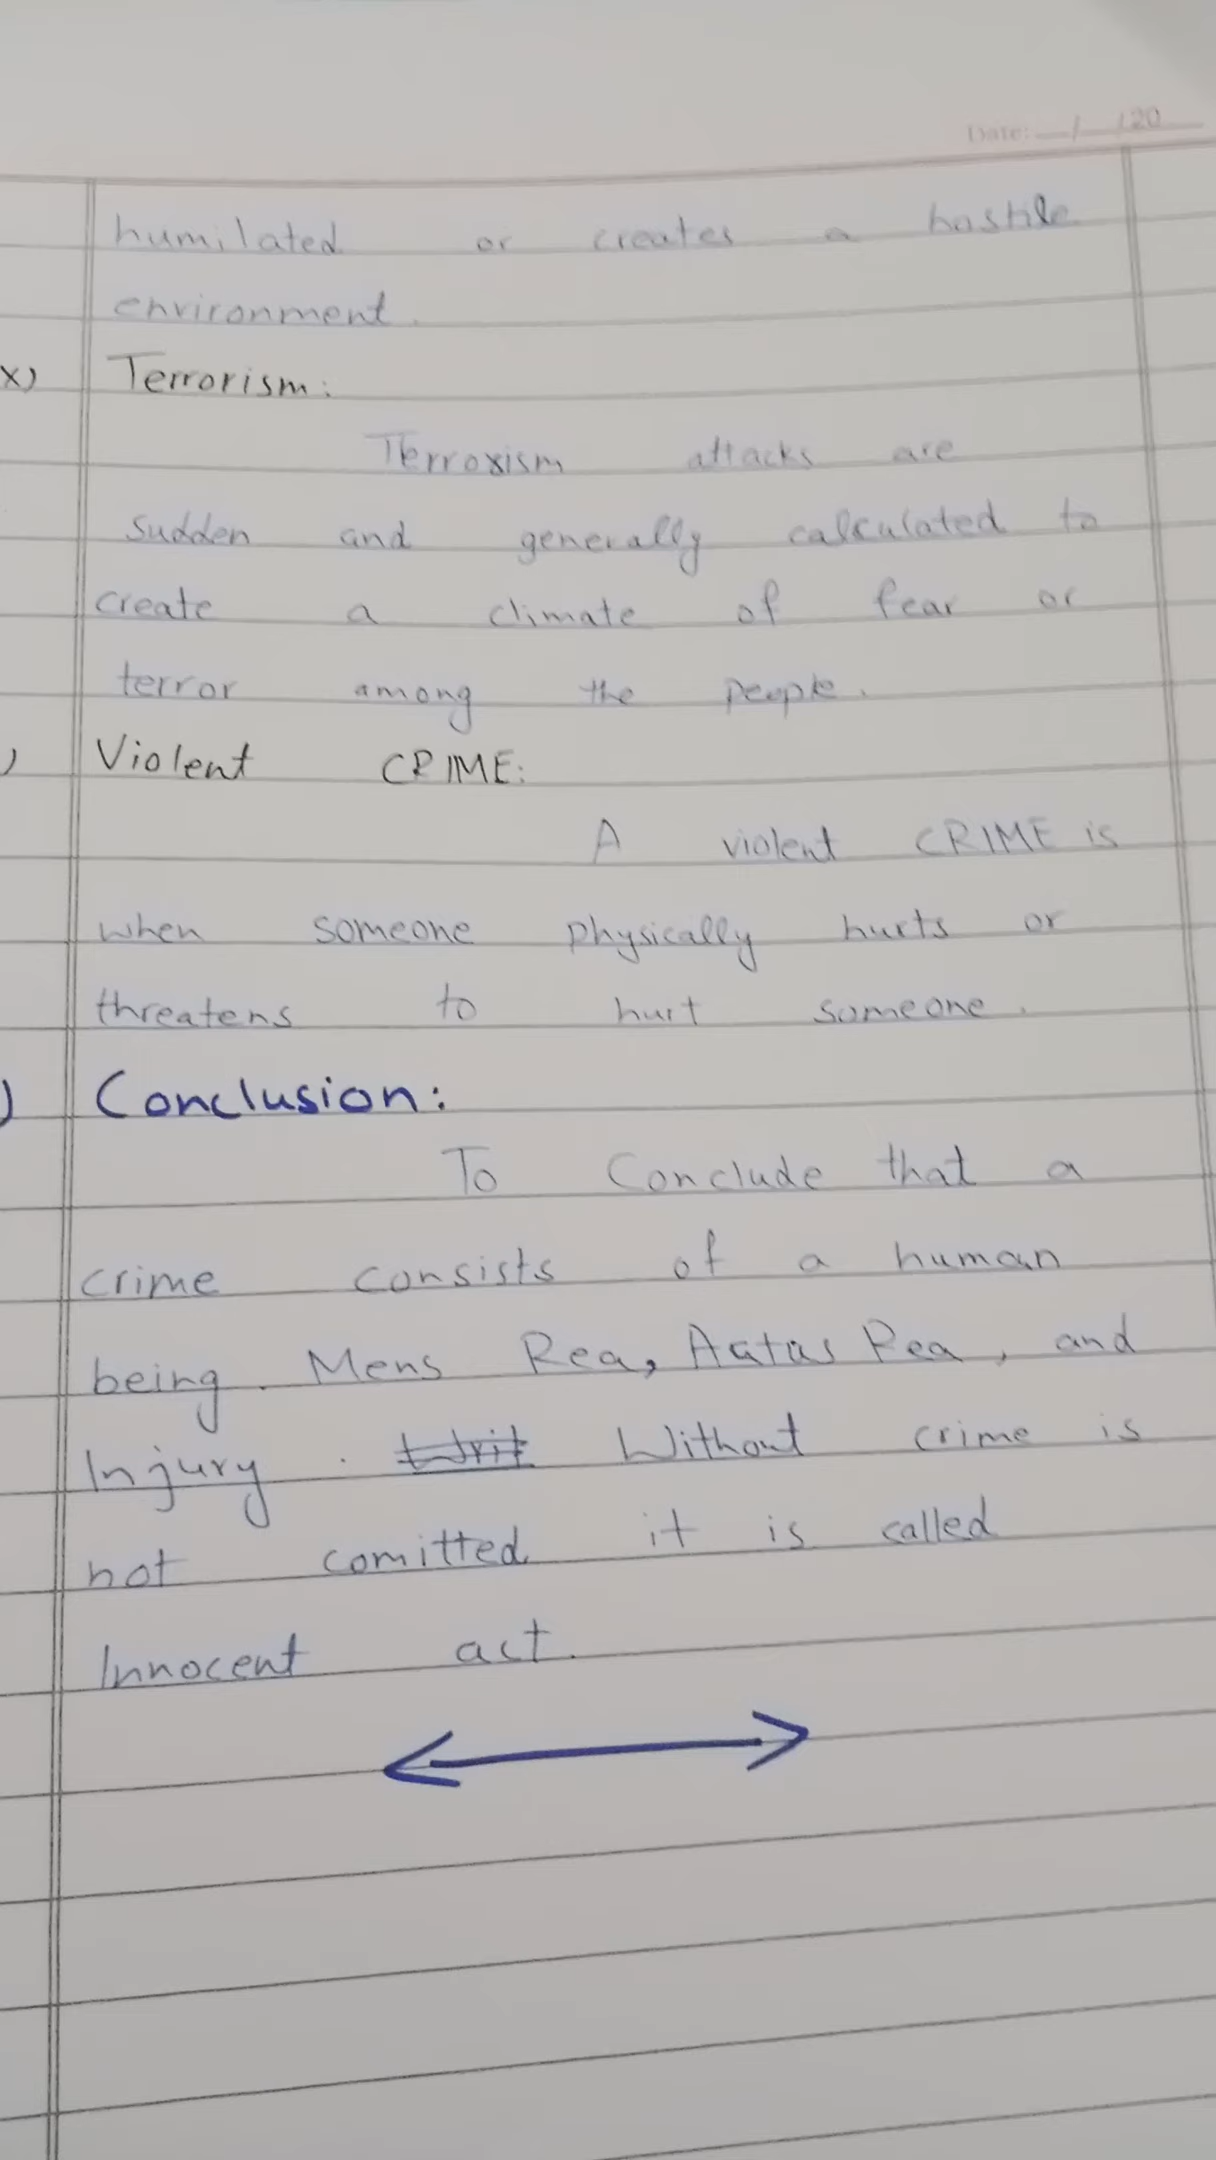 Date: __/__/20__
humilated or creates a hostile
environment.
x) Terrorism:
Terroxism attacks are
sudden and generally calculated to
create a climate of fear or
terror among the people.
) Violent CRIME:
A violent CRIME is
when someone physically hurts or
threatens to hurt someone.
) Conclusion:
To Conclude that a
crime consists of a human
being. Mens Rea, Aatas Rea, and
Injury. Without crime is
not comitted it is called
Innocent act.